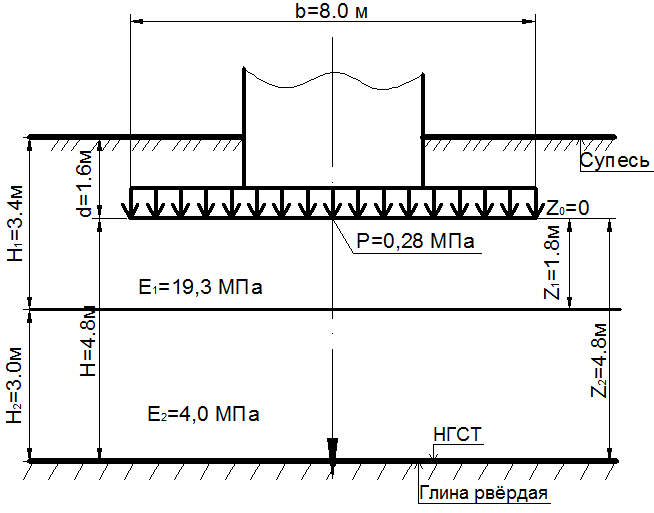 b=8.0 м
Супесь
d=1.6м
H₁=3.4м
Z₀=0
P=0,28 МПа
Z₁=1.8м
E₁=19,3 МПа
H=4.8м
Z₂=4.8м
H₂=3.0м
E₂=4,0 МПа
НГСТ
Глина рвёрдая